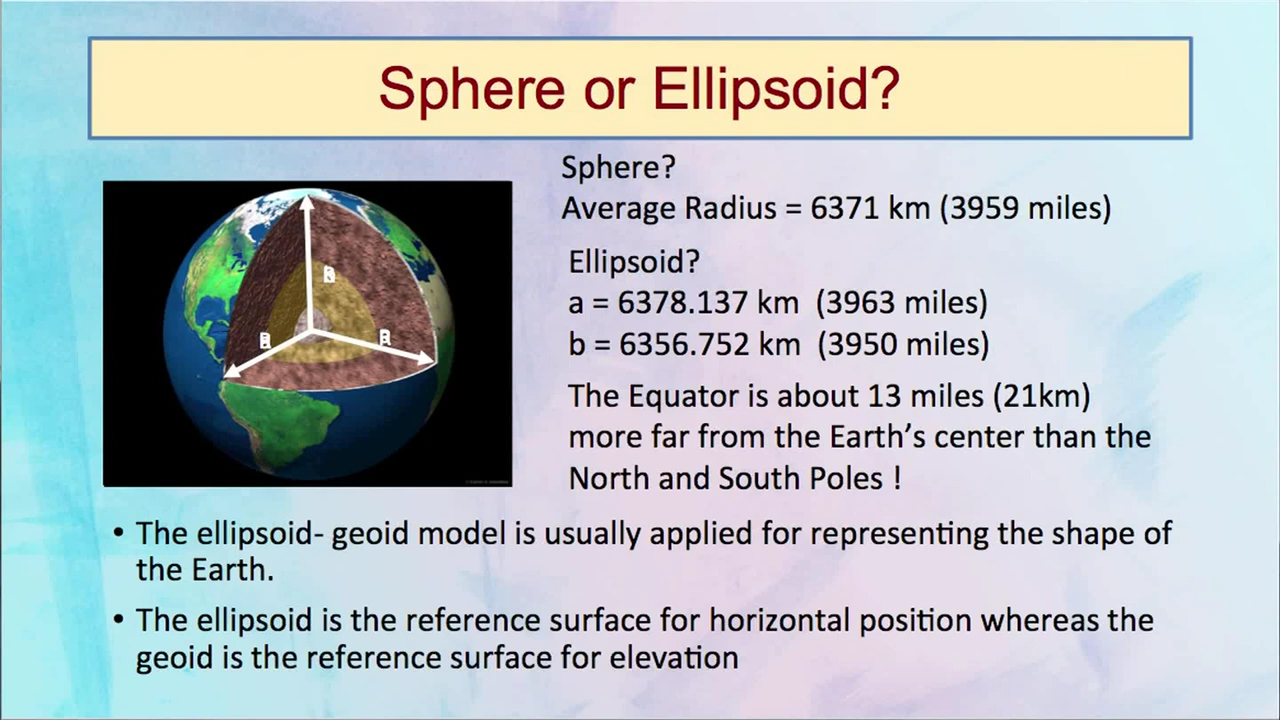 Sphere or Ellipsoid?
Sphere?
Average Radius = 6371 km (3959 miles)
Ellipsoid?
a = 6378.137 km (3963 miles)
b = 6356.752 km (3950 miles)
The Equator is about 13 miles (21km)
more far from the Earth’s center than the
North and South Poles !
• The ellipsoid- geoid model is usually applied for representing the shape of
the Earth.
• The ellipsoid is the reference surface for horizontal position whereas the
geoid is the reference surface for elevation